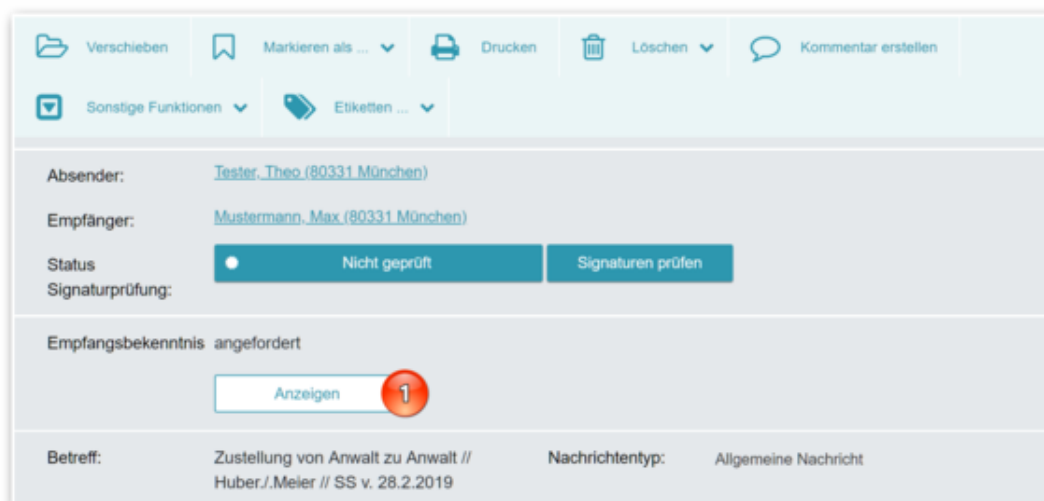 Verschieben Markieren als ... Drucken Löschen Kommentar erstellen
Sonstige Funktionen Etiketten ...
Absender: Tester, Theo (80331 München)
Empfänger: Mustermann, Max (80331 München)
Status Nicht geprüft Signaturen prüfen
Signaturprüfung:
Empfangsbekenntnis angefordert
Anzeigen 1
Betreff: Zustellung von Anwalt zu Anwalt // Nachrichtentyp: Allgemeine Nachricht
Huber./.Meier // SS v. 28.2.2019